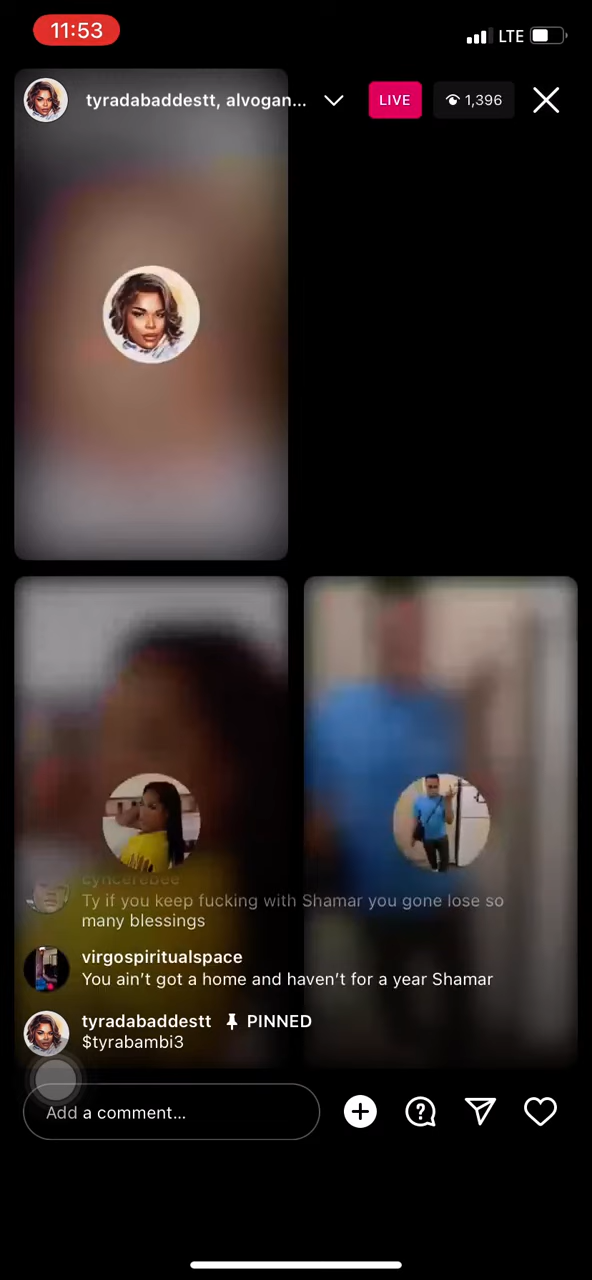 11:53
LTE
tyradabaddestt, alvogan...
LIVE
1,396
cyncerebee
Ty if you keep fucking with Shamar you gone lose so
many blessings
virgospiritualspace
You ain't got a home and haven't for a year Shamar
tyradabaddestt PINNED
$tyrabambi3
Add a comment...